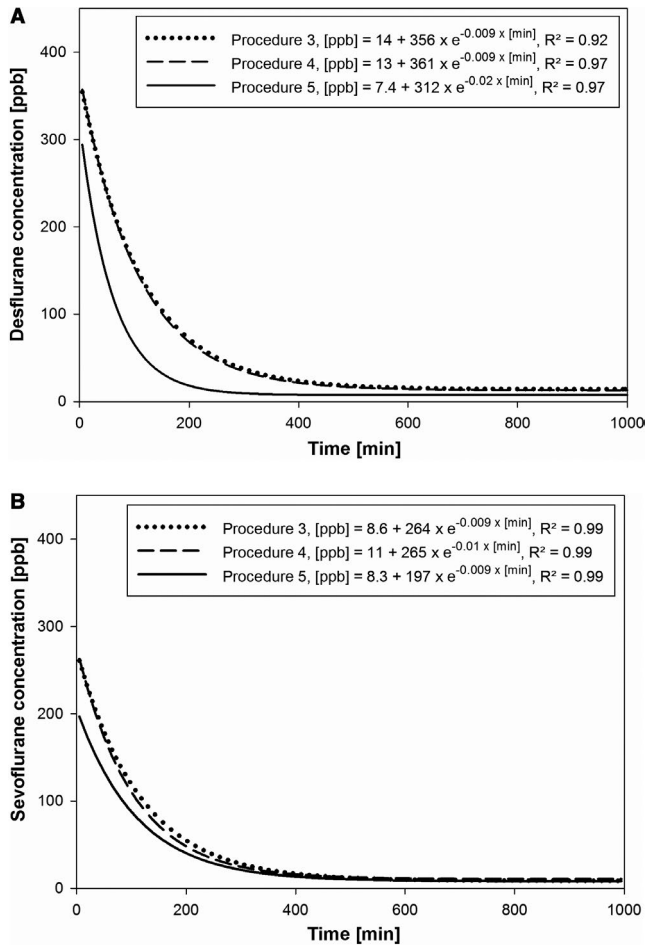 A
Procedure 3, [ppb] = 14 + 356 x e^-0.009 x [min], R² = 0.92
Procedure 4, [ppb] = 13 + 361 x e^-0.009 x [min], R² = 0.97
Procedure 5, [ppb] = 7.4 + 312 x e^-0.02 x [min], R² = 0.97
Desflurane concentration [ppb]
400
300
200
100
0
0 200 400 600 800 1000
Time [min]
B
Procedure 3, [ppb] = 8.6 + 264 x e^-0.009 x [min], R² = 0.99
Procedure 4, [ppb] = 11 + 265 x e^-0.01 x [min], R² = 0.99
Procedure 5, [ppb] = 8.3 + 197 x e^-0.009 x [min], R² = 0.99
Sevoflurane concentration [ppb]
400
300
200
100
0
0 200 400 600 800 1000
Time [min]